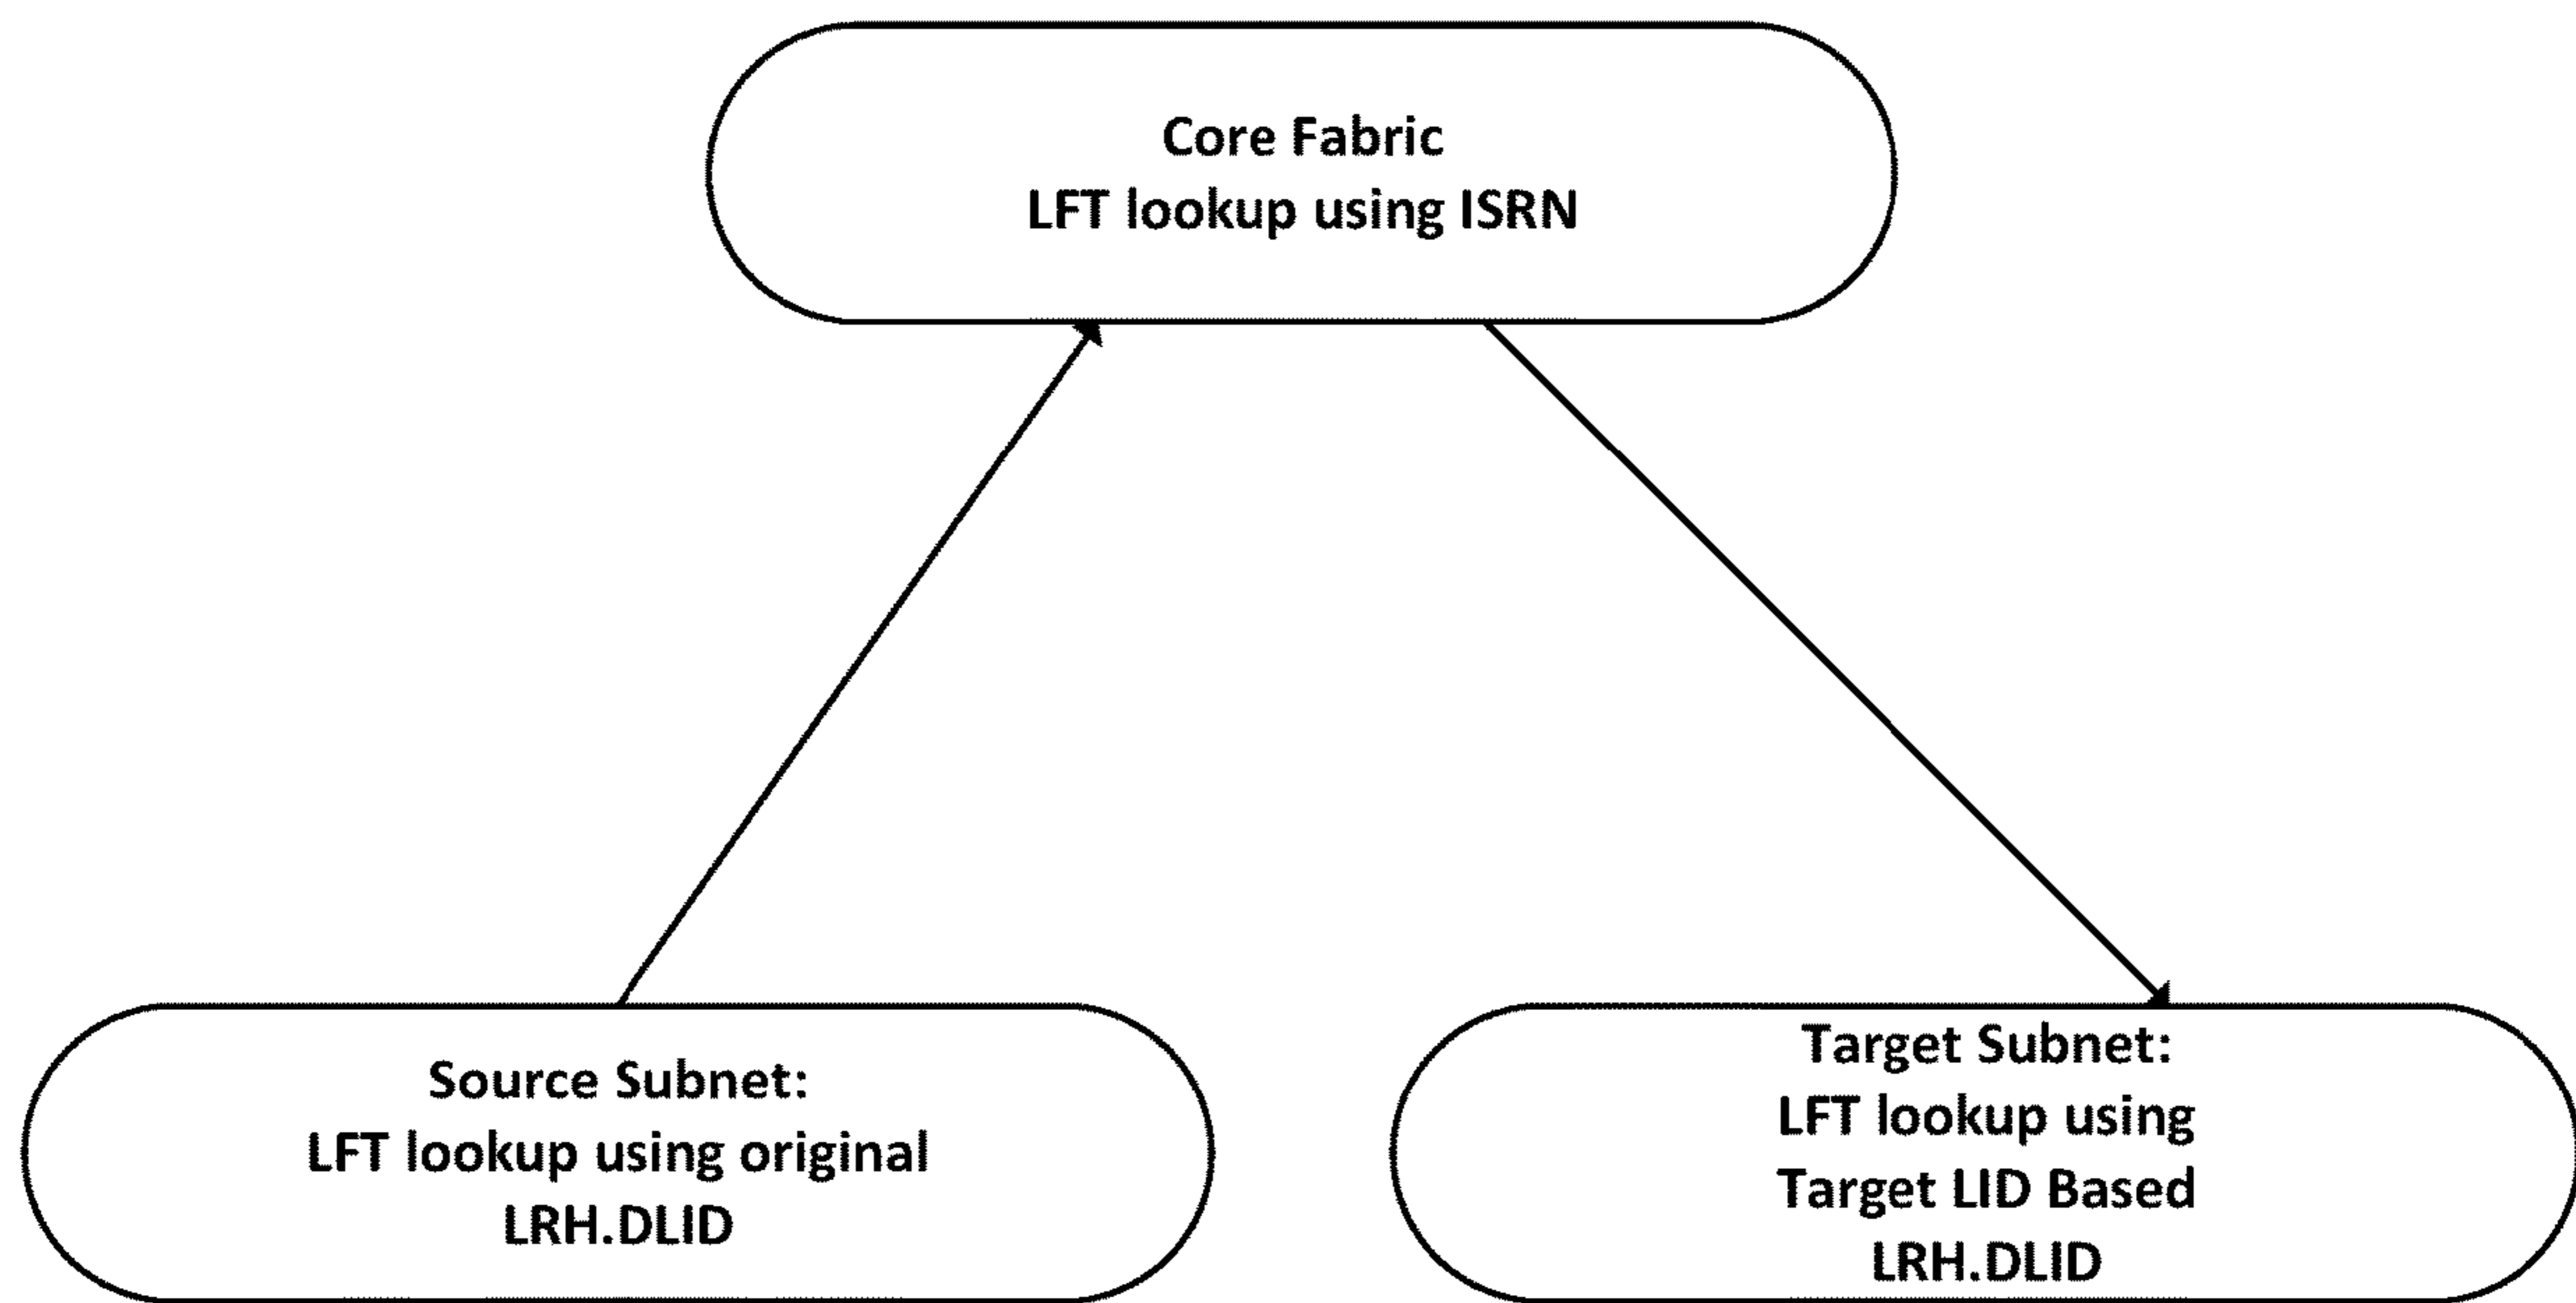 Core Fabric
LFT lookup using ISRN
Source Subnet:
LFT lookup using original
LRH.DLID
Target Subnet:
LFT lookup using
Target LID Based
LRH.DLID